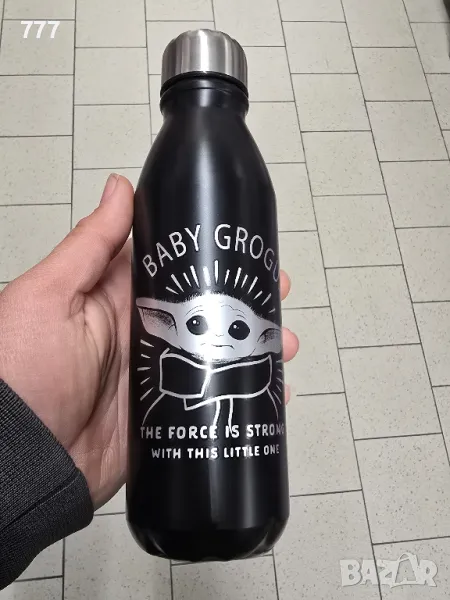 777
BABY GROGU
THE FORCE IS STRONG
WITH THIS LITTLE ONE
BAZAR